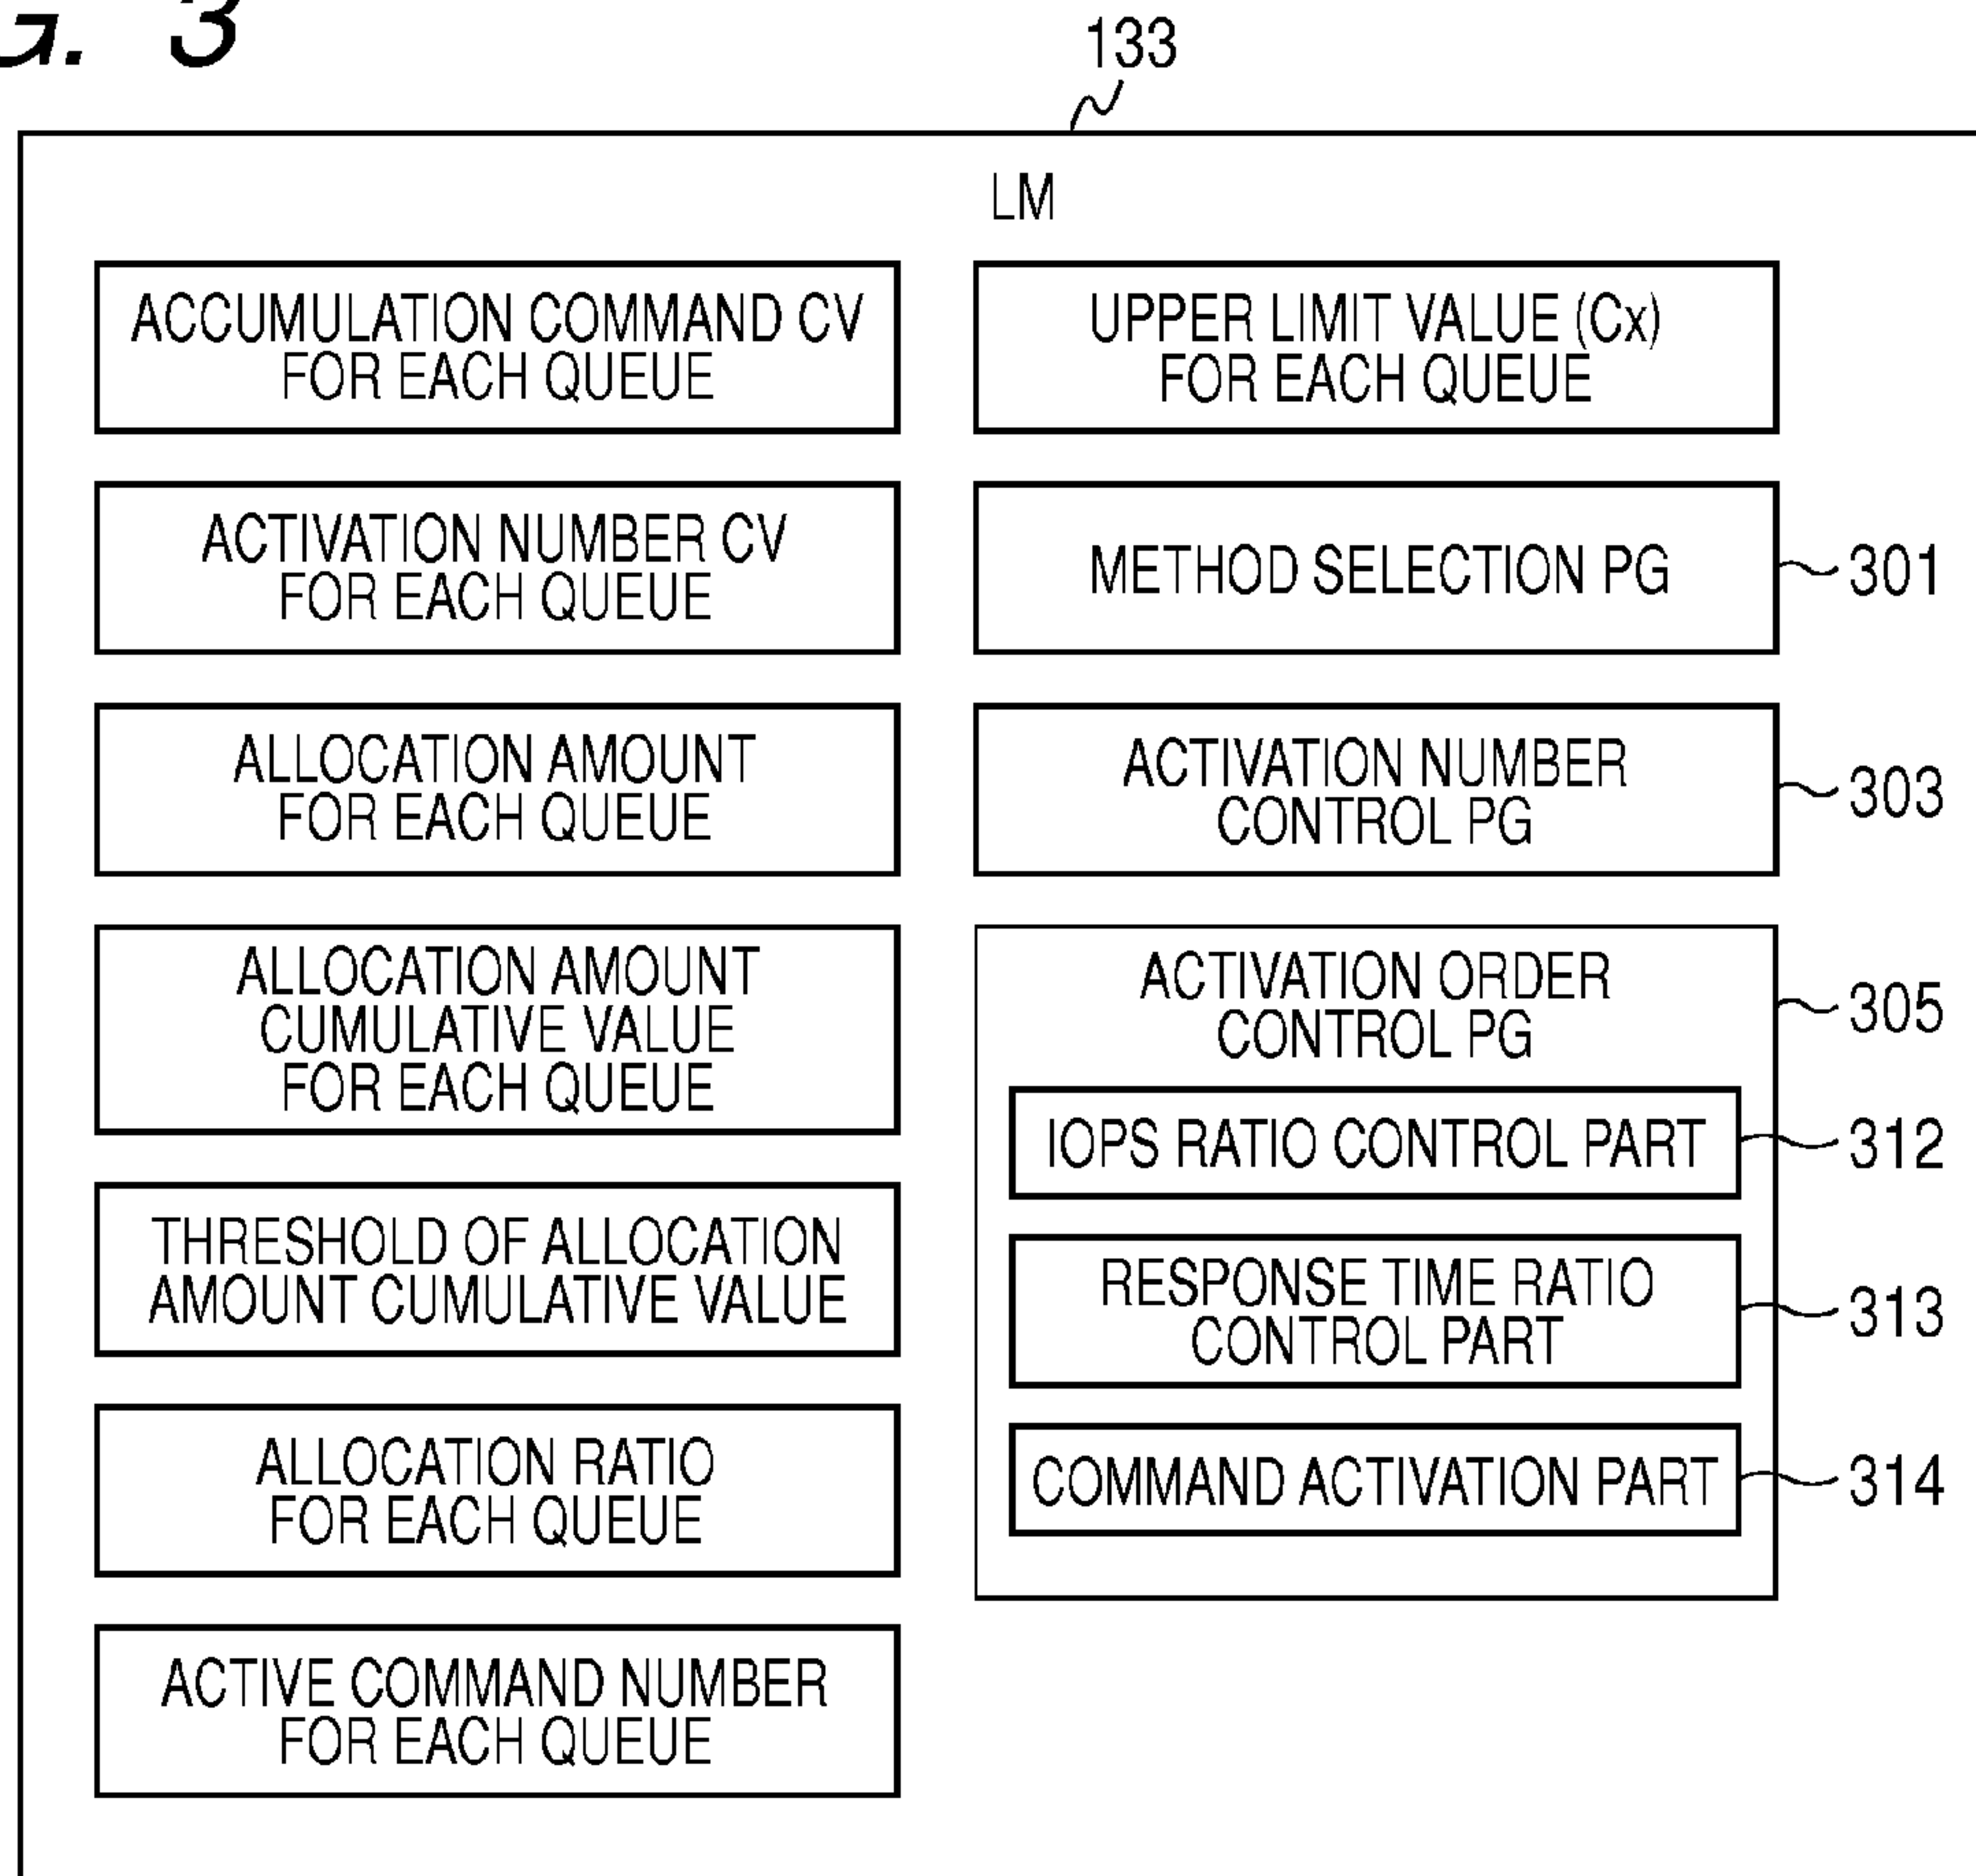 G. 3
133
LM
ACCUMULATION COMMAND CV
FOR EACH QUEUE
ACTIVATION NUMBER CV
FOR EACH QUEUE
ALLOCATION AMOUNT
FOR EACH QUEUE
ALLOCATION AMOUNT
CUMULATIVE VALUE
FOR EACH QUEUE
THRESHOLD OF ALLOCATION
AMOUNT CUMULATIVE VALUE
ALLOCATION RATIO
FOR EACH QUEUE
ACTIVE COMMAND NUMBER
FOR EACH QUEUE
UPPER LIMIT VALUE (Cx)
FOR EACH QUEUE
METHOD SELECTION PG
301
ACTIVATION NUMBER
CONTROL PG
303
ACTIVATION ORDER
CONTROL PG
305
IOPS RATIO CONTROL PART
312
RESPONSE TIME RATIO
CONTROL PART
313
COMMAND ACTIVATION PART
314